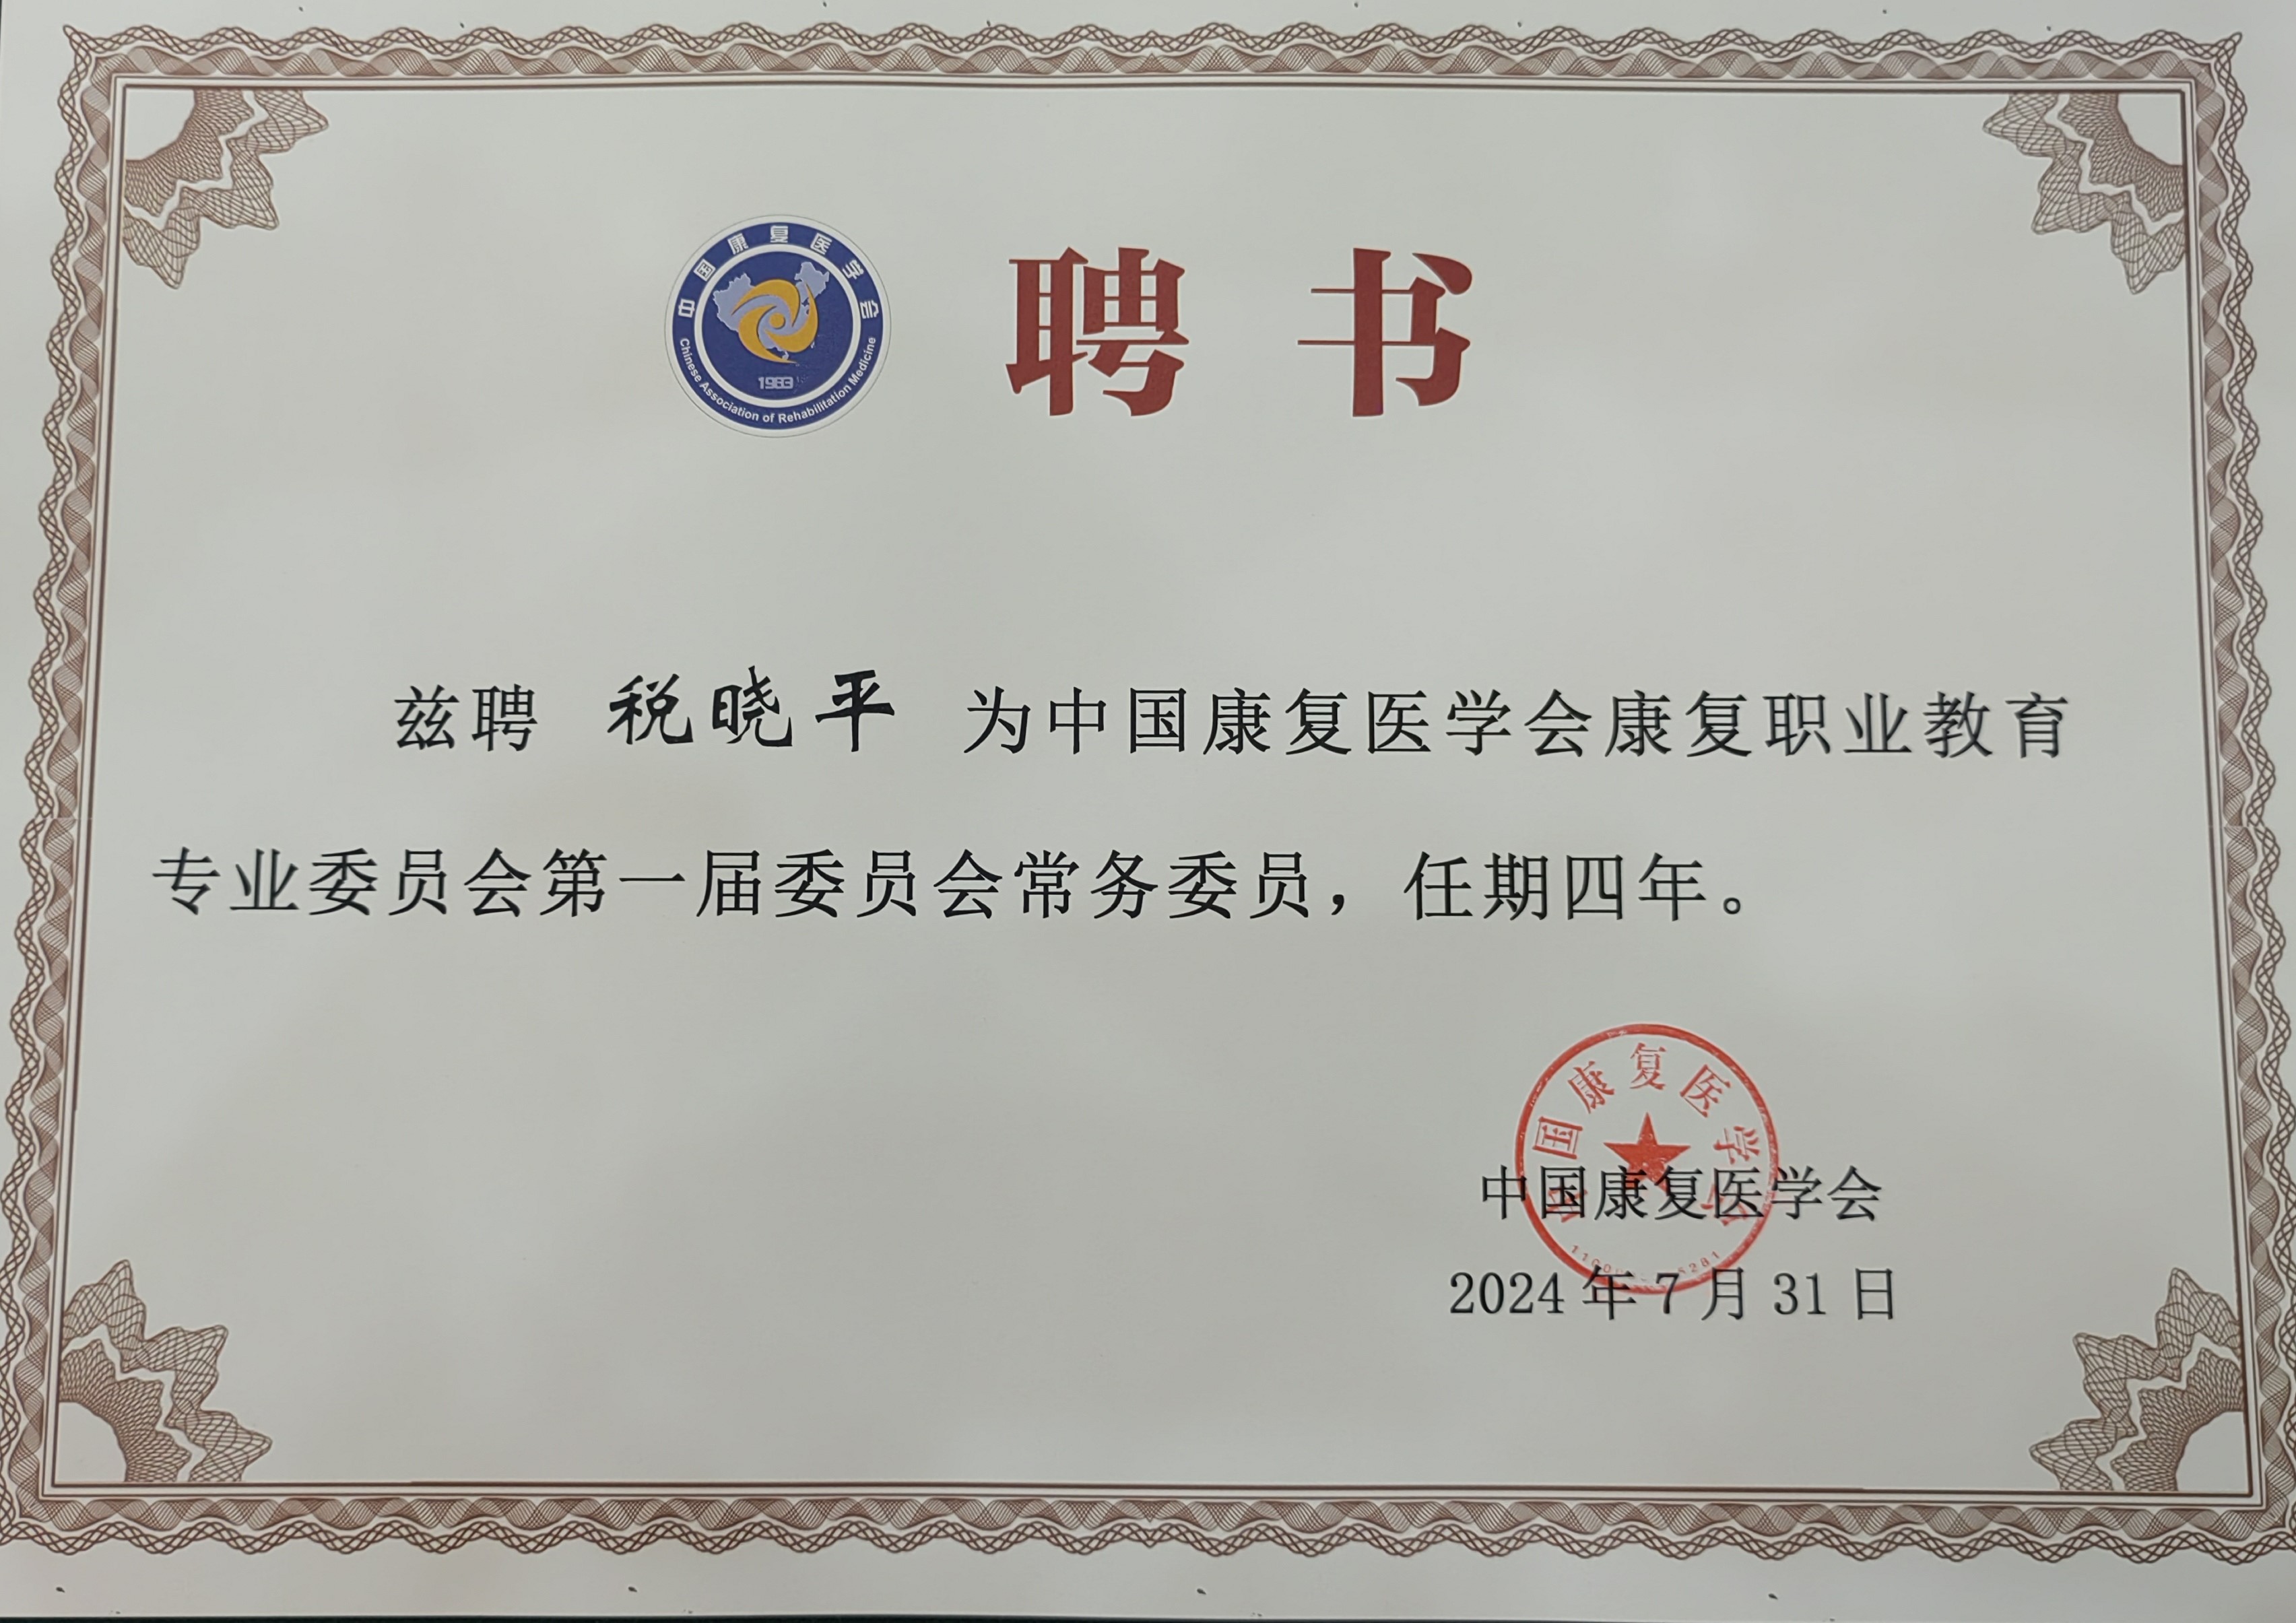 中国康复医学会
1983
Chinese Association of Rehabilitation Medicine
聘 书
兹聘 税晓平 为中国康复医学会康复职业教育
专业委员会第一届委员会常务委员，任期四年。
中国康复医学会
中国康复医学会
2024 年 7 月 31 日